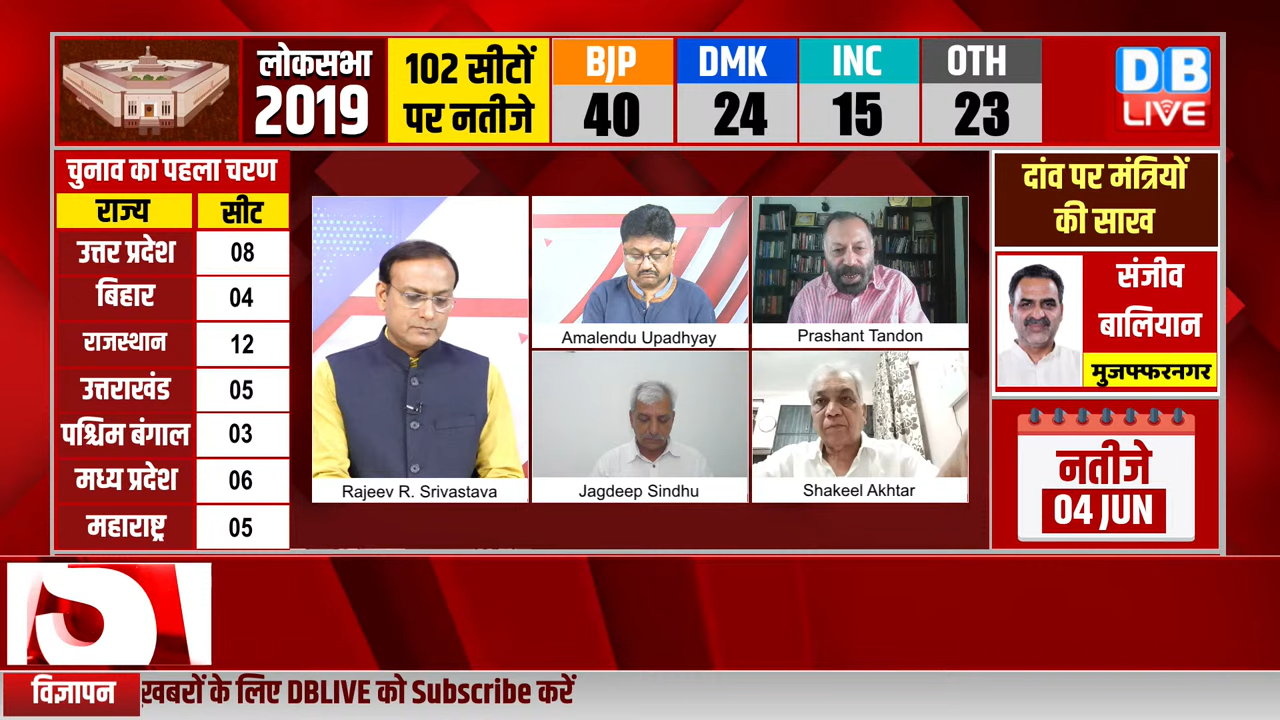 लोकसभा
2019
102 सीटों
पर नतीजे
BJP
40
DMK
24
INC
15
OTH
23
DB
LIVE
चुनाव का पहला चरण
राज्य
सीट
उत्तर प्रदेश 08
बिहार 04
राजस्थान 12
उत्तराखंड 05
पश्चिम बंगाल 03
मध्य प्रदेश 06
महाराष्ट्र 05
Rajeev R. Srivastava
Amalendu Upadhyay
Prashant Tandon
Jagdeep Sindhu
Shakeel Akhtar
दांव पर मंत्रियों
की साख
संजीव
बालियान
मुजफ्फरनगर
नतीजे
04 JUN
विज्ञापन
ख़बरों के लिए DBLIVE को Subscribe करें